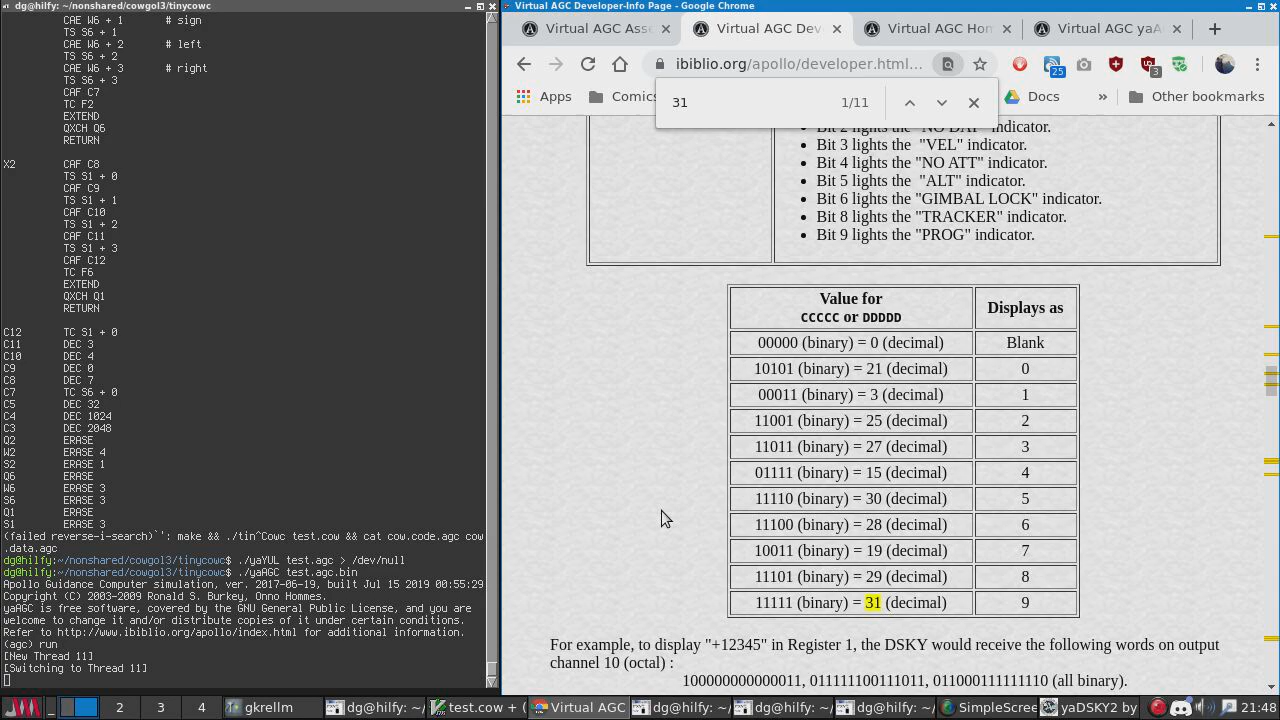 dg@hilfy: ~/nonshared/cowgol3/tinycowc
CAE W6 + 1 # sign
TS S6 + 1
CAE W6 + 2 # left
TS S6 + 2
CAE W6 + 3 # right
TS S6 + 3
CAF C7
TC F2
EXTEND
QXCH Q6
RETURN
X2 CAF C8
TS S1 + 0
CAF C9
TS S1 + 1
CAF C10
TS S1 + 2
CAF C11
TS S1 + 3
CAF C12
TC F6
EXTEND
QXCH Q1
RETURN
C12 TC S1 + 0
C11 DEC 3
C10 DEC 4
C9 DEC 0
C8 DEC 7
C7 TC S6 + 0
C5 DEC 32
C4 DEC 1024
C3 DEC 2048
Q2 ERASE
W2 ERASE 4
S2 ERASE 1
Q6 ERASE
W6 ERASE 3
S6 ERASE 3
Q1 ERASE
S1 ERASE 3
(failed reverse-i-search)`': make && ./tin^Cowc test.cow && cat cow.code.agc cow
.data.agc
dg@hilfy:~/nonshared/cowgol3/tinycowc$ ./yaYUL test.agc > /dev/null
dg@hilfy:~/nonshared/cowgol3/tinycowc$ ./yaAGC test.agc.bin
Apollo Guidance Computer simulation, ver. 2017-05-19, built Jul 15 2019 00:55:29
Copyright (C) 2003-2009 Ronald S. Burkey, Onno Hommes.
yaAGC is free software, covered by the GNU General Public License, and you are
welcome to change it and/or distribute copies of it under certain conditions.
Refer to http://www.ibiblio.org/apollo/index.html for additional information.
(agc) run
[New Thread 11]
[Switching to Thread 11]
Virtual AGC Developer-Info Page - Google Chrome
Virtual AGC Asse
Virtual AGC Dev
Virtual AGC Hom
Virtual AGC yaA
ibiblio.org/apollo/developer.html...
25
3
Apps
Comics
Docs
»
Other bookmarks
31
1/11
Bit 2 lights the "NO DAP" indicator.
Bit 3 lights the "VEL" indicator.
Bit 4 lights the "NO ATT" indicator.
Bit 5 lights the "ALT" indicator.
Bit 6 lights the "GIMBAL LOCK" indicator.
Bit 8 lights the "TRACKER" indicator.
Bit 9 lights the "PROG" indicator.
Value for
CCCCC or DDDDD
Displays as
00000 (binary) = 0 (decimal) Blank
10101 (binary) = 21 (decimal) 0
00011 (binary) = 3 (decimal) 1
11001 (binary) = 25 (decimal) 2
11011 (binary) = 27 (decimal) 3
01111 (binary) = 15 (decimal) 4
11110 (binary) = 30 (decimal) 5
11100 (binary) = 28 (decimal) 6
10011 (binary) = 19 (decimal) 7
11101 (binary) = 29 (decimal) 8
11111 (binary) = 31 (decimal) 9
For example, to display "+12345" in Register 1, the DSKY would receive the following words on output
channel 10 (octal) :
100000000000011, 011111100111011, 011000111111110 (all binary).
2
3
4
gkrellm
dg@hilfy: ~/
test.cow + (
Virtual AGC
dg@hilfy: ~/
dg@hilfy: ~/
dg@hilfy: ~/
SimpleScree
yaDSKY2 by
21:48